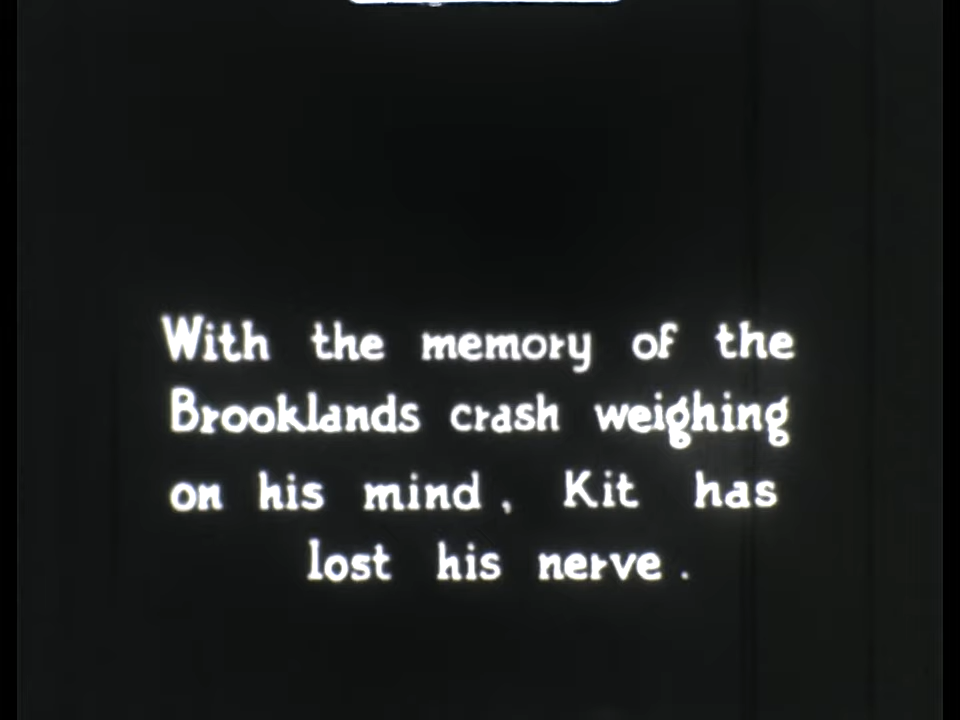 With the memory of the
Brooklands crash weighing
on his mind, Kit has
lost his nerve.